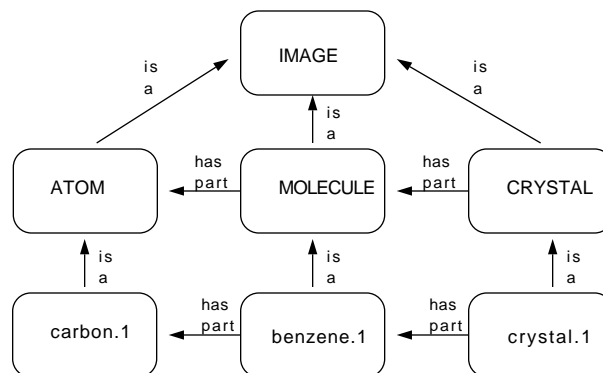 IMAGE
is
a
is
a
is
a
ATOM
has
part
MOLECULE
has
part
CRYSTAL
is
a
is
a
is
a
carbon.1
has
part
benzene.1
has
part
crystal.1